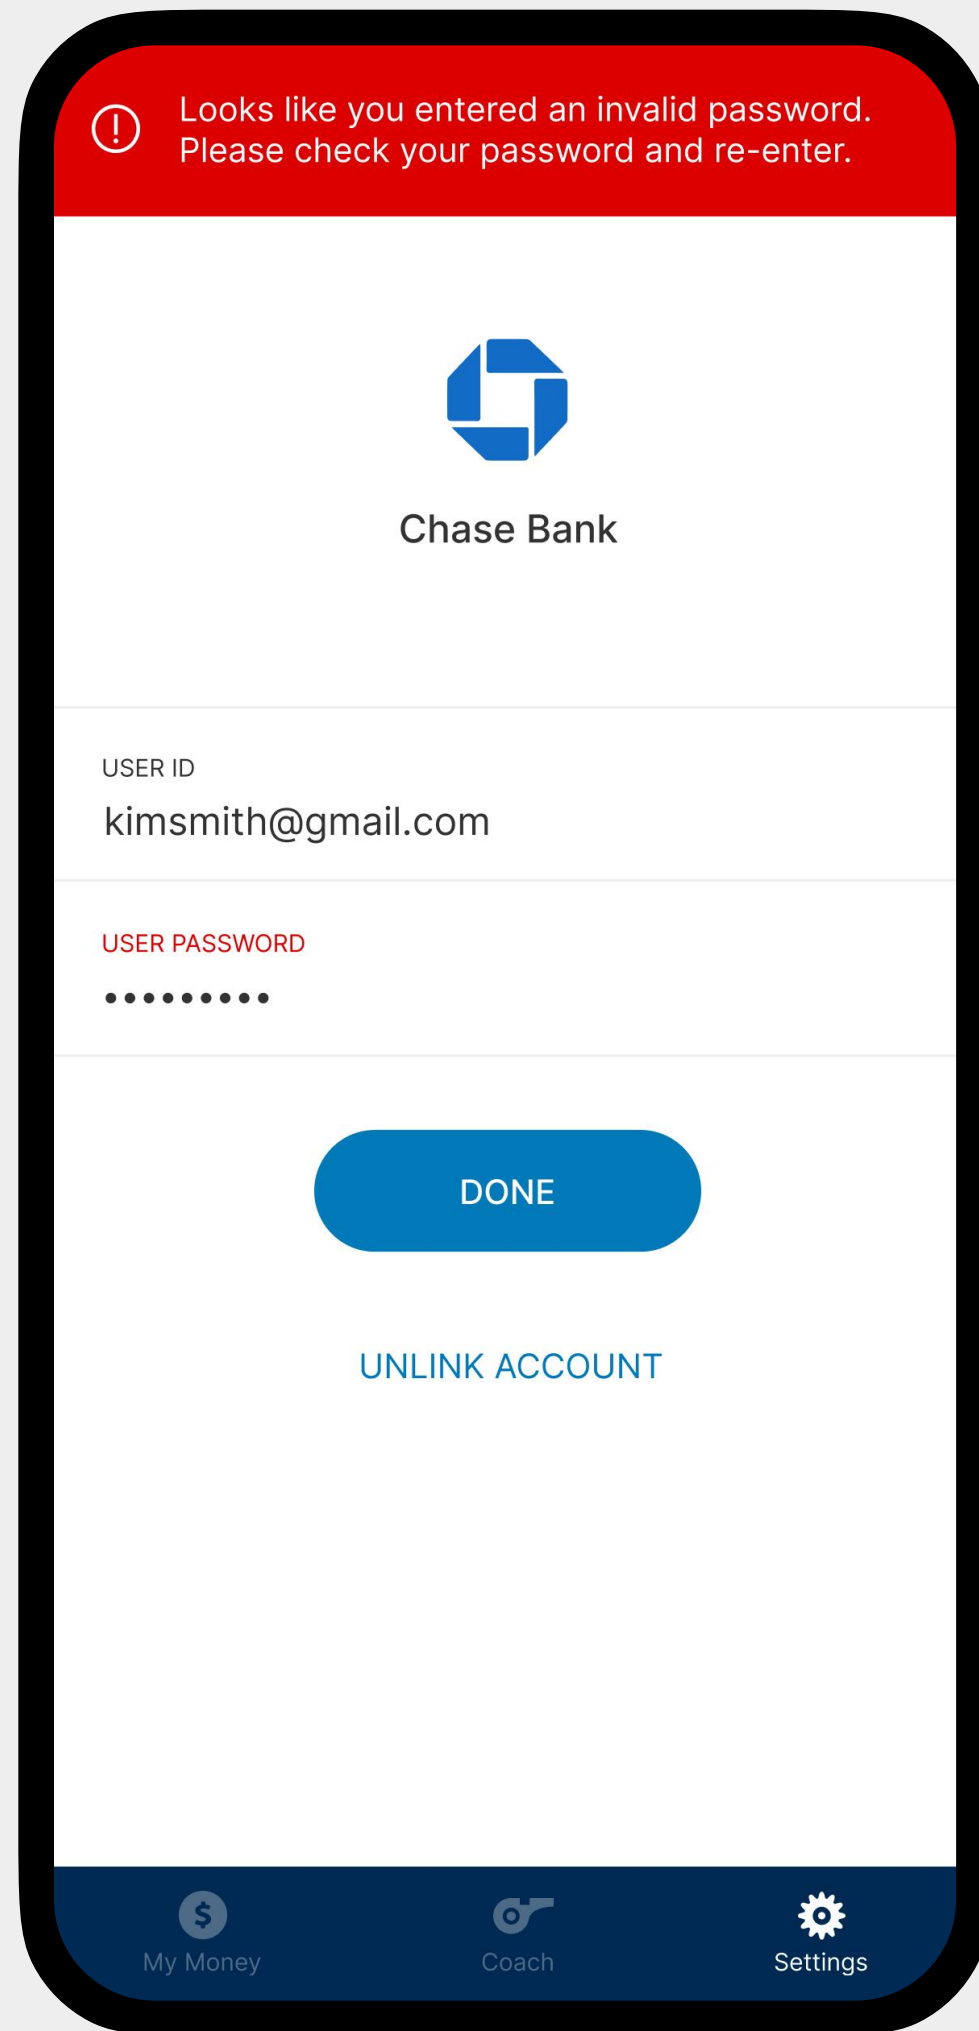 Looks like you entered an invalid password.
Please check your password and re-enter.
Chase Bank
USER ID
kimsmith@gmail.com
USER PASSWORD
•••••••••
DONE
UNLINK ACCOUNT
My Money
Coach
Settings